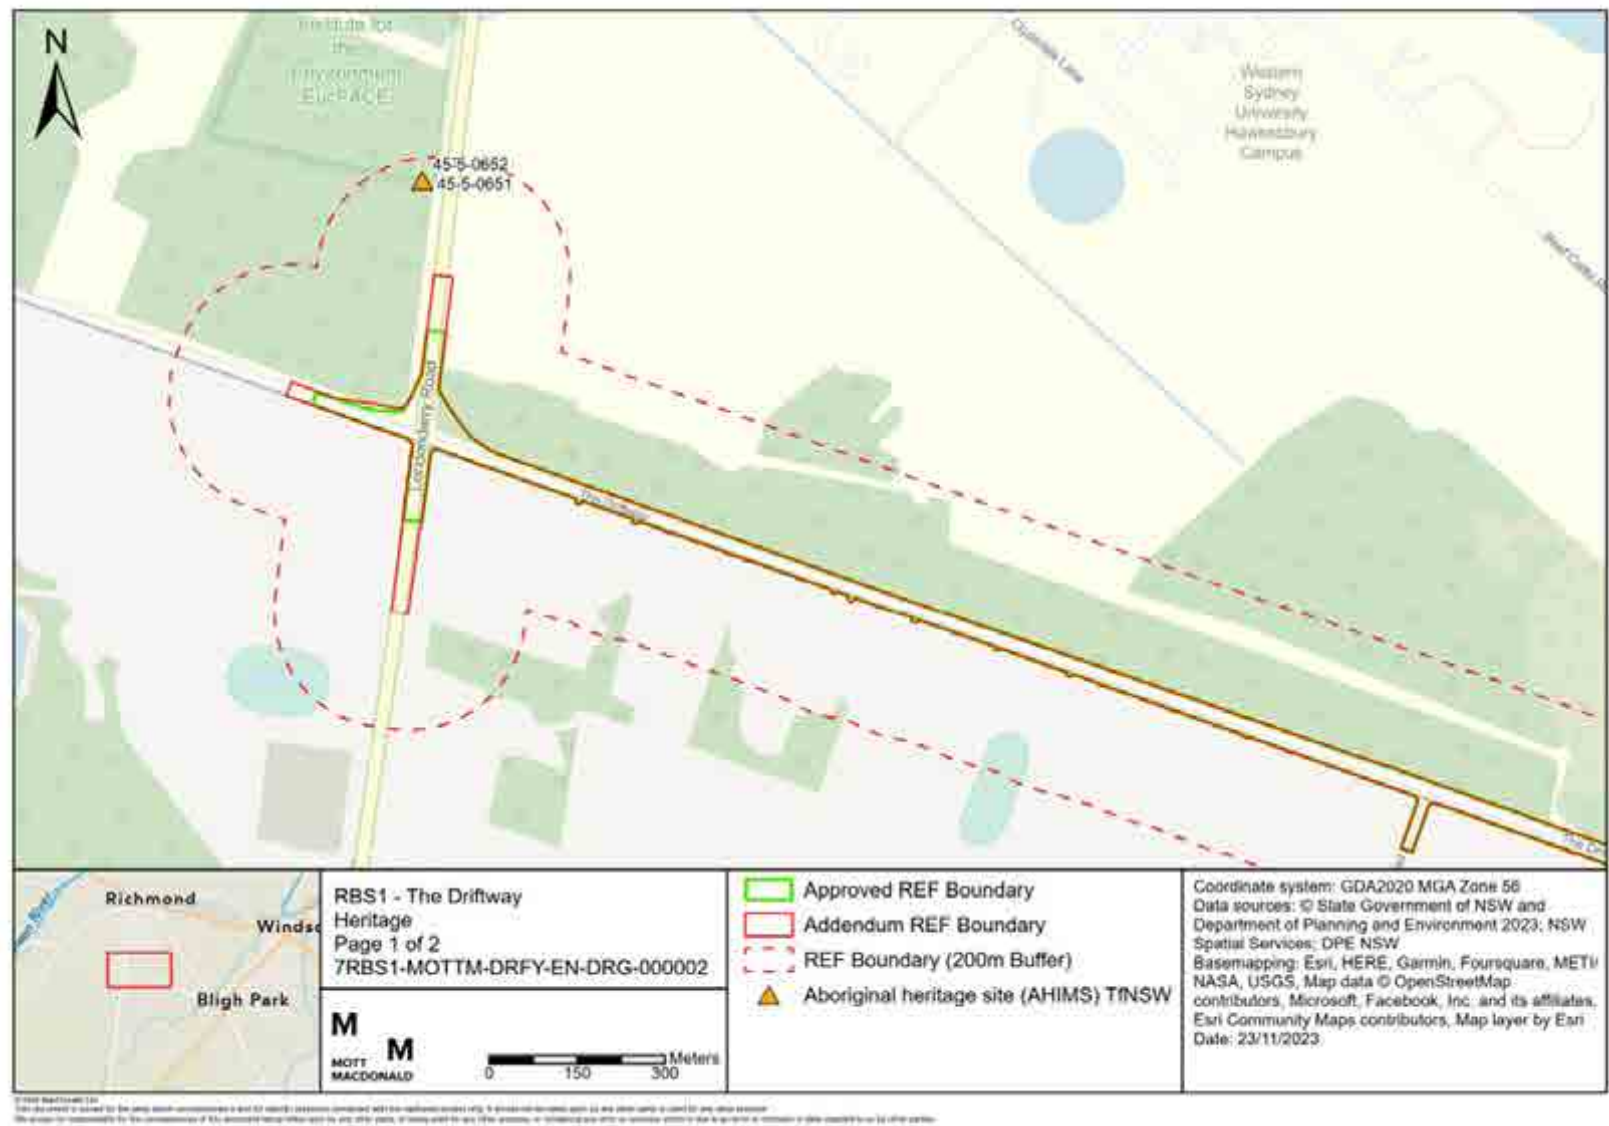 Institute for
the
Environment
EucFACE
N
Clydesdale Lane
Western
Sydney
University
Hawkesbury
Campus
45-5-0652
45-5-0651
Londonderry Road
The Driftway
Richmond
Bligh Park
RBS1 - The Driftway
Heritage
Page 1 of 2
7RBS1-MOTTM-DRFY-EN-DRG-000002
M
M
MOTT
MACDONALD
Meters
0 150 300
Approved REF Boundary
Addendum REF Boundary
REF Boundary (200m Buffer)
Aboriginal heritage site (AHIMS) TfNSW
Coordinate system: GDA2020 MGA Zone 56
Data sources: © State Government of NSW and
Department of Planning and Environment 2023; NSW
Spatial Services; DPE NSW
Basemapping: Esri, HERE, Garmin, Foursquare, METI/
NASA, USGS, Map data © OpenStreetMap
contributors, Microsoft, Facebook, Inc. and its affiliates,
Esri Community Maps contributors, Map layer by Esri
Date: 23/11/2023